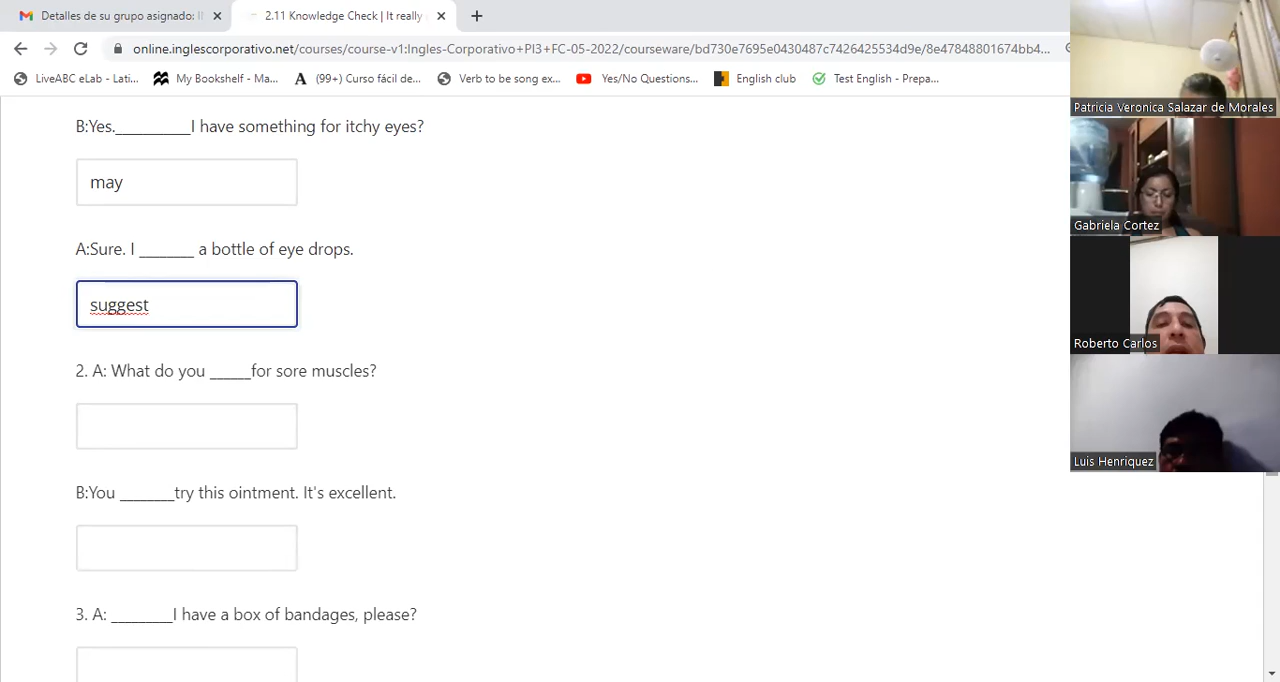 Detalles de su grupo asignado: I
2.11 Knowledge Check | It really
online.inglescorporativo.net/courses/course-v1:Ingles-Corporativo+PI3+FC-05-2022/courseware/bd730e7695e0430487c7426425534d9e/8e47848801674bb4...
LiveABC eLab - Lati... My Bookshelf - Ma... (99+) Curso fácil de... Verb to be song ex... Yes/No Questions... English club Test English - Prepa...
B:Yes._________I have something for itchy eyes?
may
A:Sure. I _______ a bottle of eye drops.
suggest
2. A: What do you _____for sore muscles?
B:You _______try this ointment. It's excellent.
3. A: ________I have a box of bandages, please?
Patricia Veronica Salazar de Morales
Gabriela Cortez
Roberto Carlos
Luis Henriquez